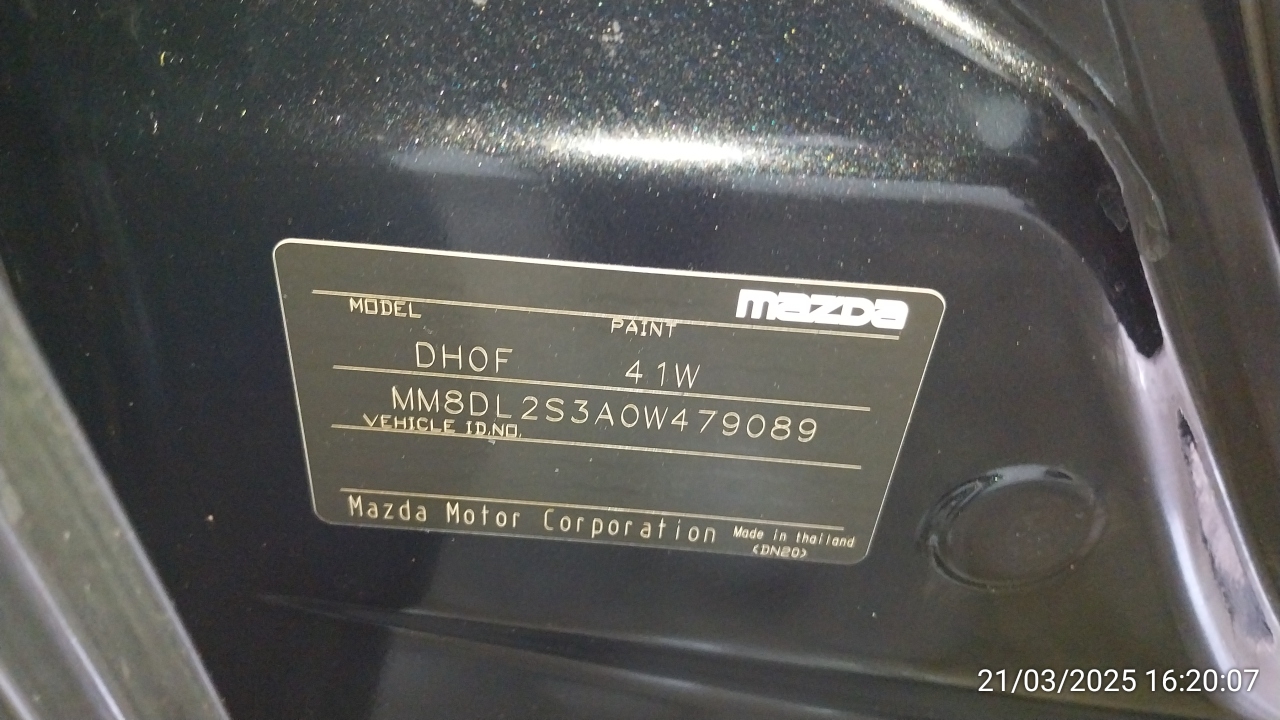 mazda
MODEL PAINT
DH0F 41W
MM8DL2S3A0W479089
VEHICLE ID.NO.
Mazda Motor Corporation Made in thailand
(DN20)
21/03/2025 16:20:07